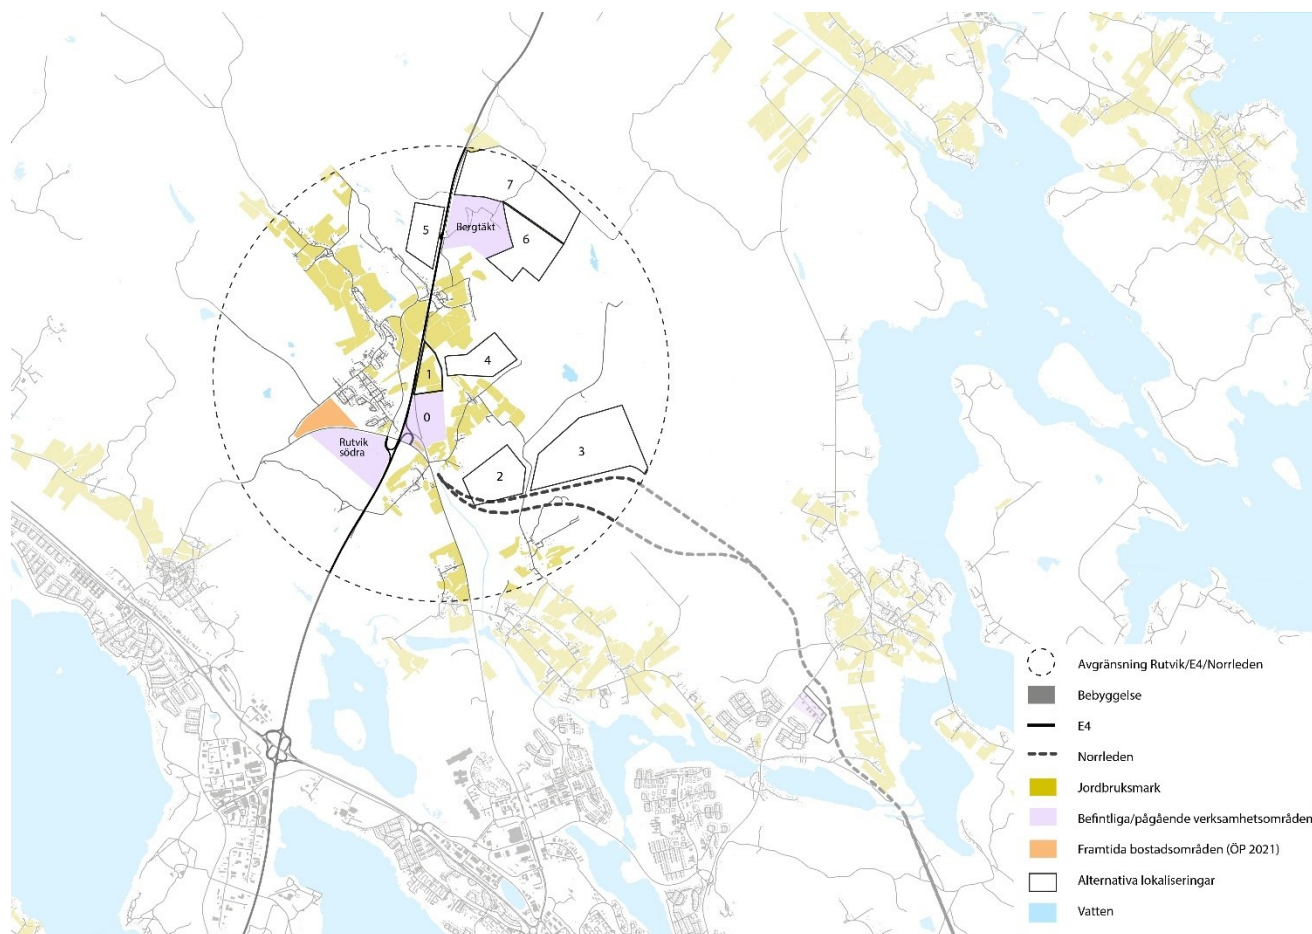 7
5
Bergtäkt
6
4
1
0
Rutvik
södra
3
2
Avgränsning Rutvik/E4/Norrleden
Bebyggelse
E4
Norrleden
Jordbruksmark
Befintliga/pågående verksamhetsområden
Framtida bostadsområden (ÖP 2021)
Alternativa lokaliseringar
Vatten